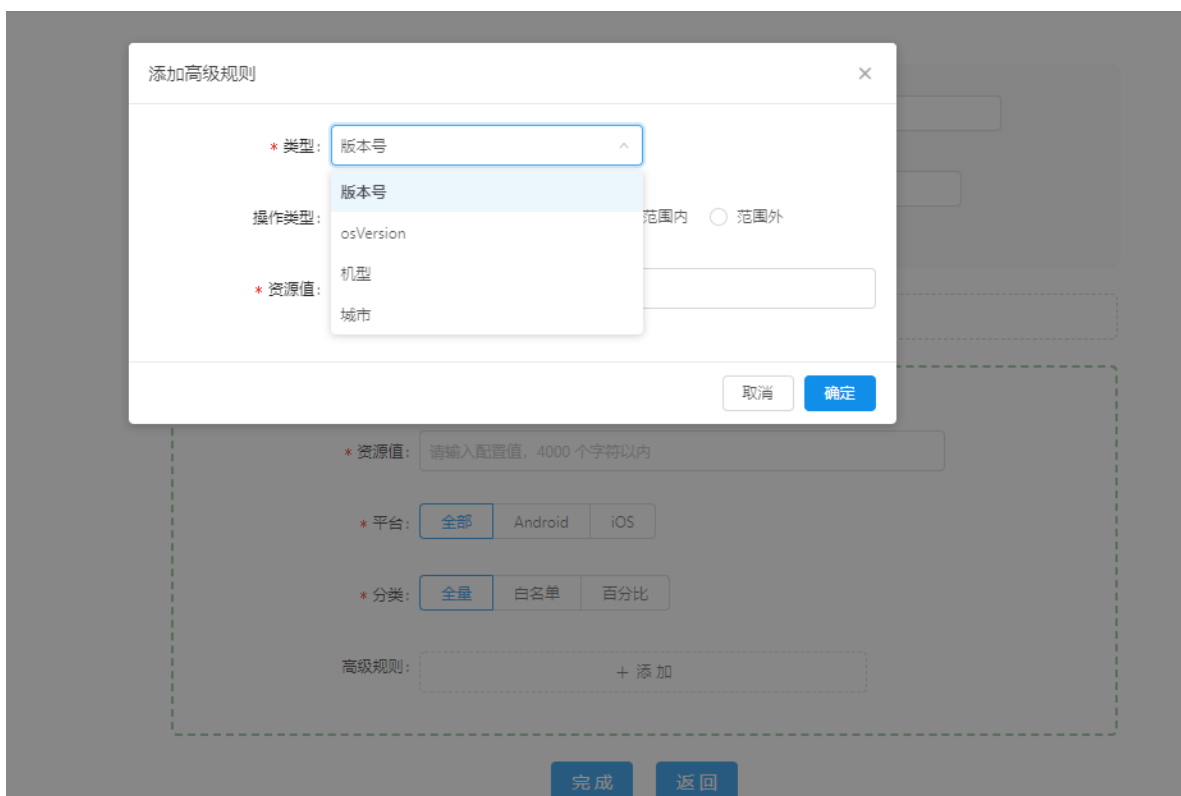 添加高级规则
* 类型: 版本号
版本号
操作类型: 范围内 范围外
osVersion
机型
* 资源值:
城市
取消 确定
* 资源值: 请输入配置值，4000 个字符以内
* 平台: 全部 Android iOS
* 分类: 全量 白名单 百分比
高级规则: + 添加
完成 返回